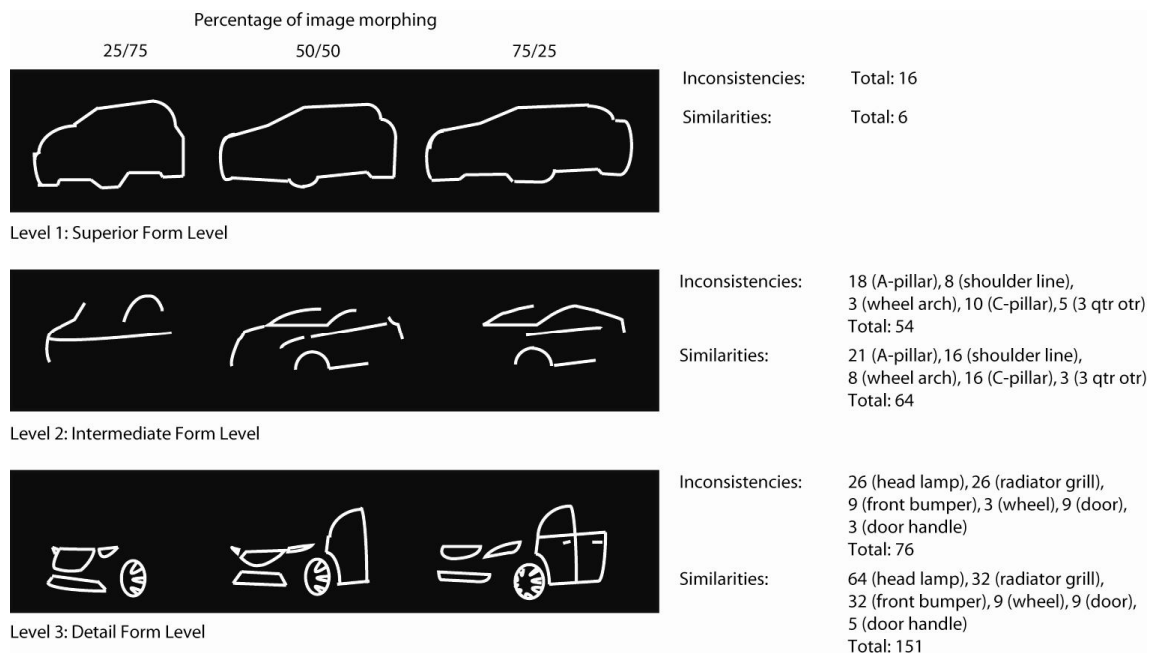 Percentage of image morphing
25/75 50/50 75/25
Inconsistencies: Total: 16
Similarities: Total: 6
Level 1: Superior Form Level
Inconsistencies: 18 (A-pillar), 8 (shoulder line),
3 (wheel arch), 10 (C-pillar), 5 (3 qtr otr)
Total: 54
Similarities: 21 (A-pillar), 16 (shoulder line),
8 (wheel arch), 16 (C-pillar), 3 (3 qtr otr)
Total: 64
Level 2: Intermediate Form Level
Inconsistencies: 26 (head lamp), 26 (radiator grill),
9 (front bumper), 3 (wheel), 9 (door),
3 (door handle)
Total: 76
Similarities: 64 (head lamp), 32 (radiator grill),
32 (front bumper), 9 (wheel), 9 (door),
5 (door handle)
Total: 151
Level 3: Detail Form Level